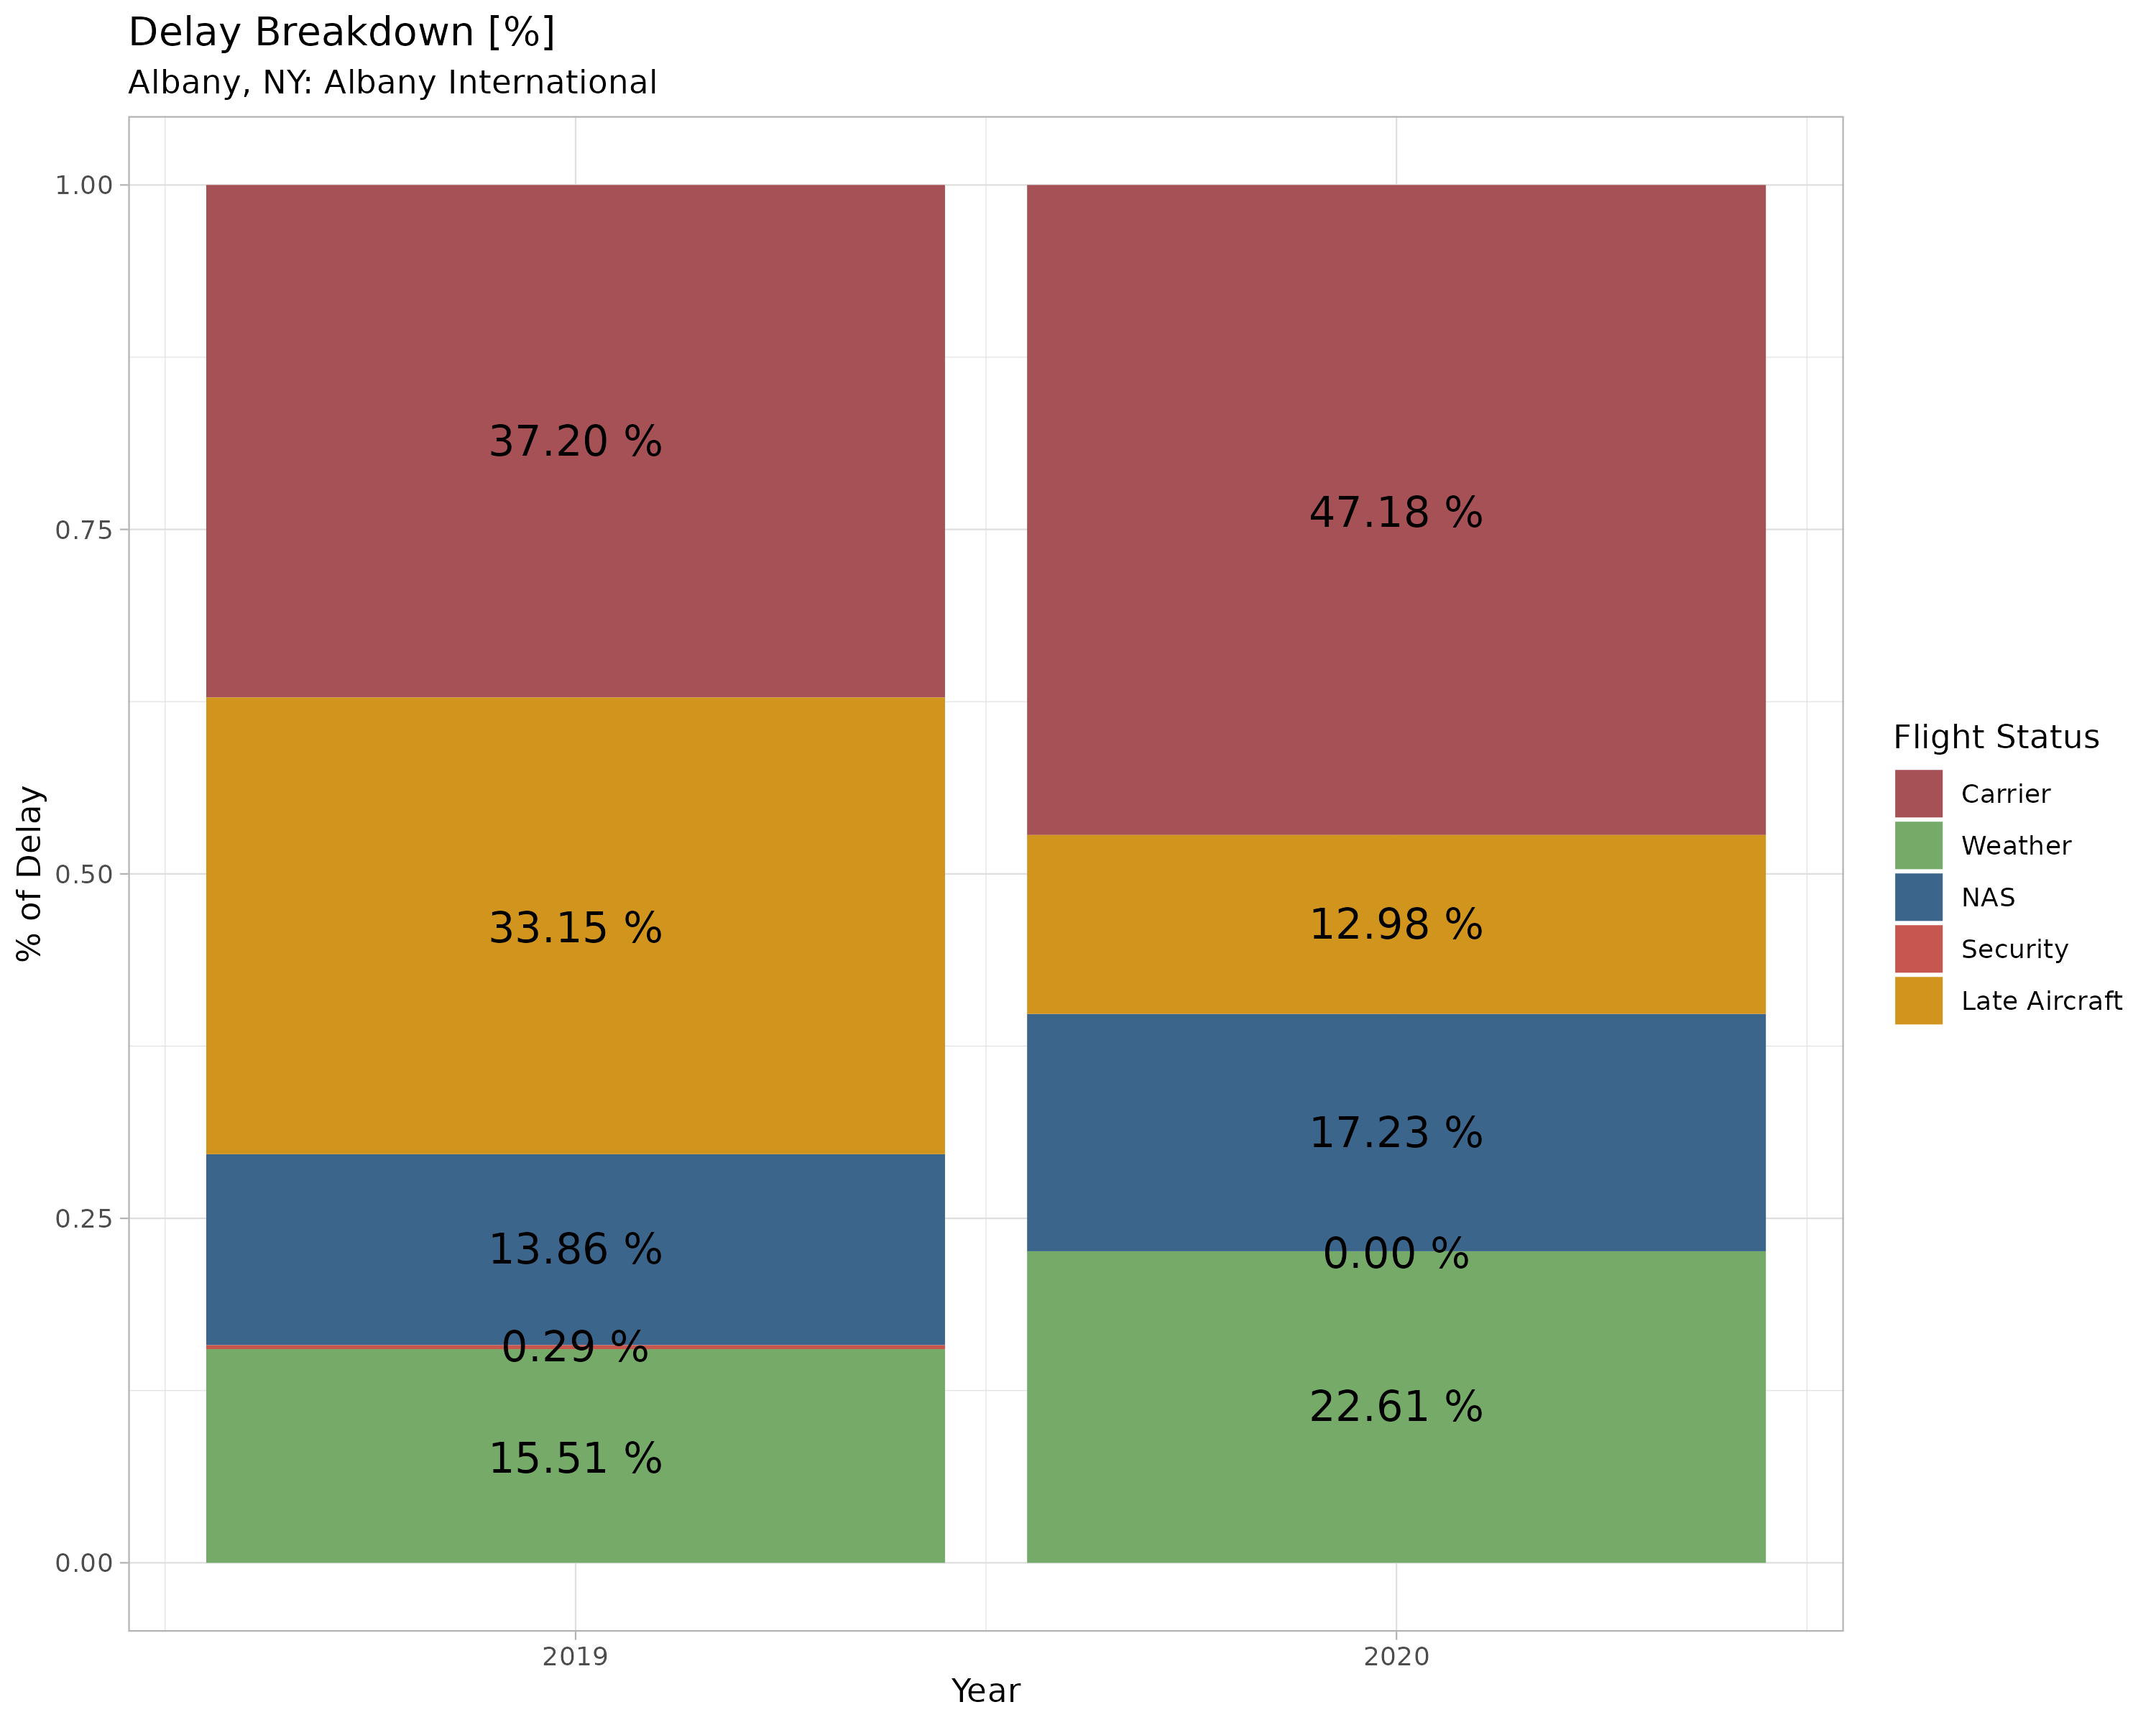 Delay Breakdown [%]
Albany, NY: Albany International
% of Delay
1.00
0.75
0.50
0.25
0.00
37.20 %
33.15 %
13.86 %
0.29 %
15.51 %
47.18 %
12.98 %
17.23 %
0.00 %
22.61 %
2019
2020
Year
Flight Status
Carrier
Weather
NAS
Security
Late Aircraft